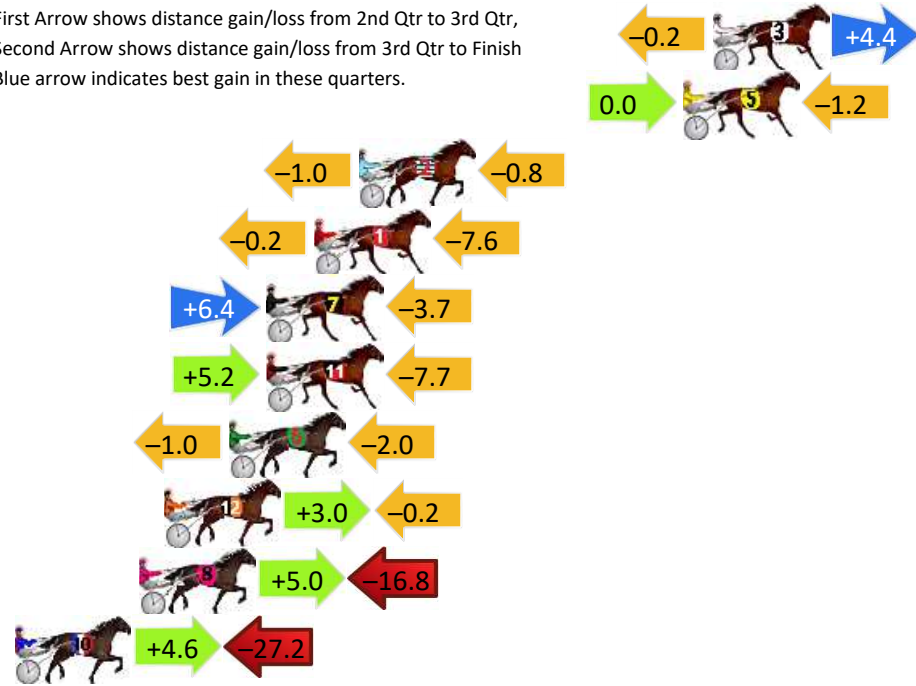 First Arrow shows distance gain/loss from 2nd Qtr to 3rd Qtr,
Second Arrow shows distance gain/loss from 3rd Qtr to Finish
Blue arrow indicates best gain in these quarters.
–0.2 3 +4.4
0.0 5 –1.2
–1.0 2 –0.8
–0.2 1 –7.6
+6.4 7 –3.7
+5.2 11 –7.7
–1.0 6 –2.0
12 +3.0 –0.2
8 +5.0 –16.8
10 +4.6 –27.2